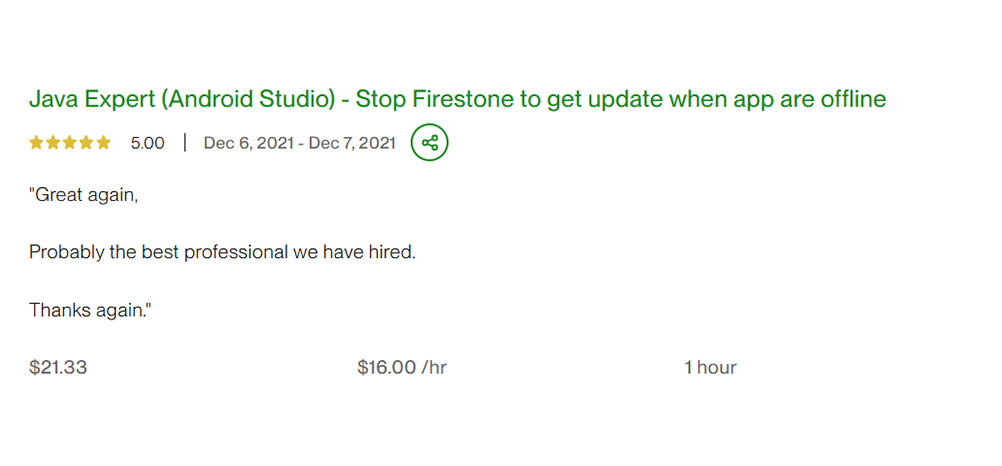 Java Expert (Android Studio) - Stop Firestone to get update when app are offline
5.00 | Dec 6, 2021 - Dec 7, 2021
"Great again,
Probably the best professional we have hired.
Thanks again."
$21.33 $16.00 /hr 1 hour